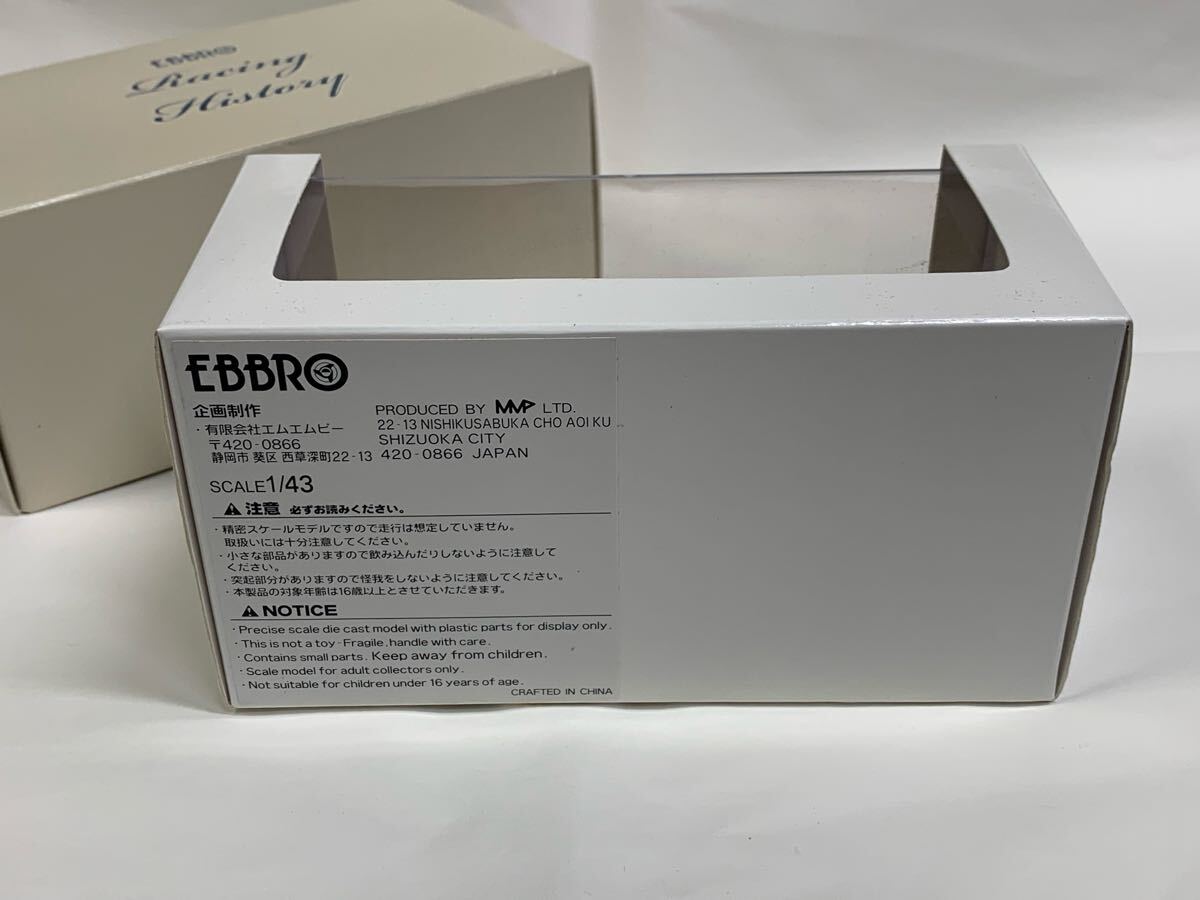 EBBRO
Racing
History
EBBRO
企画制作
・有限会社エムエムピー
〒420-0866
静岡市 葵区 西草深町22-13
PRODUCED BY MMP LTD.
22-13 NISHIKUSABUKA CHO AOI KU
SHIZUOKA CITY
420-0866 JAPAN
SCALE1/43
⚠ 注意 必ずお読みください。
・精密スケールモデルですので走行は想定していません。
取扱いには十分注意してください。
・小さな部品がありますので飲み込んだりしないように注意して
ください。
・突起部分がありますので怪我をしないように注意してください。
・本製品の対象年齢は16歳以上とさせていただきます。
⚠ NOTICE
・Precise scale die cast model with plastic parts for display only.
・This is not a toy-Fragile,handle with care.
・Contains small parts. Keep away from children.
・Scale model for adult collectors only.
・Not suitable for children under 16 years of age.
CRAFTED IN CHINA